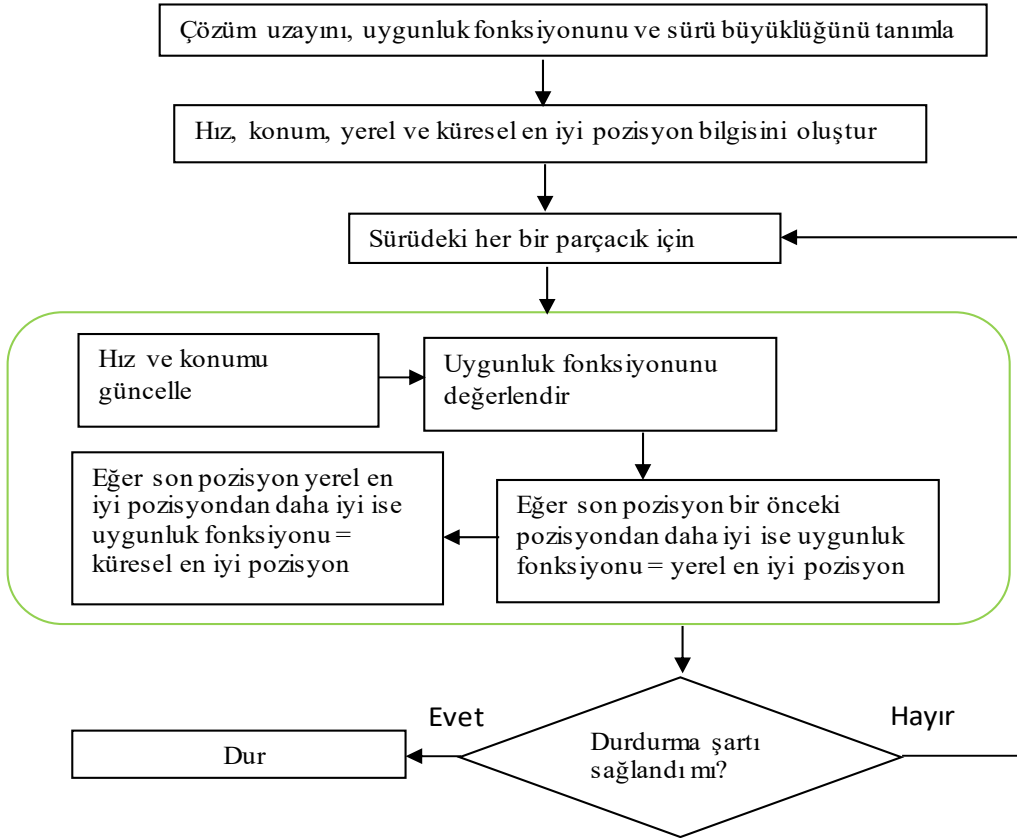 Çözüm uzayını, uygunluk fonksiyonunu ve sürü büyüklüğünü tanımla
Hız, konum, yerel ve küresel en iyi pozisyon bilgisini oluştur
Sürüdeki her bir parçacık için
Hız ve konumu
güncelle
Uygunluk fonksiyonunu
değerlendir
Eğer son pozisyon bir önceki
pozisyondan daha iyi ise uygunluk
fonksiyonu = yerel en iyi pozisyon
Eğer son pozisyon yerel en
iyi pozisyondan daha iyi ise
uygunluk fonksiyonu =
küresel en iyi pozisyon
Durdurma şartı
sağlandı mı?
Evet
Hayır
Dur